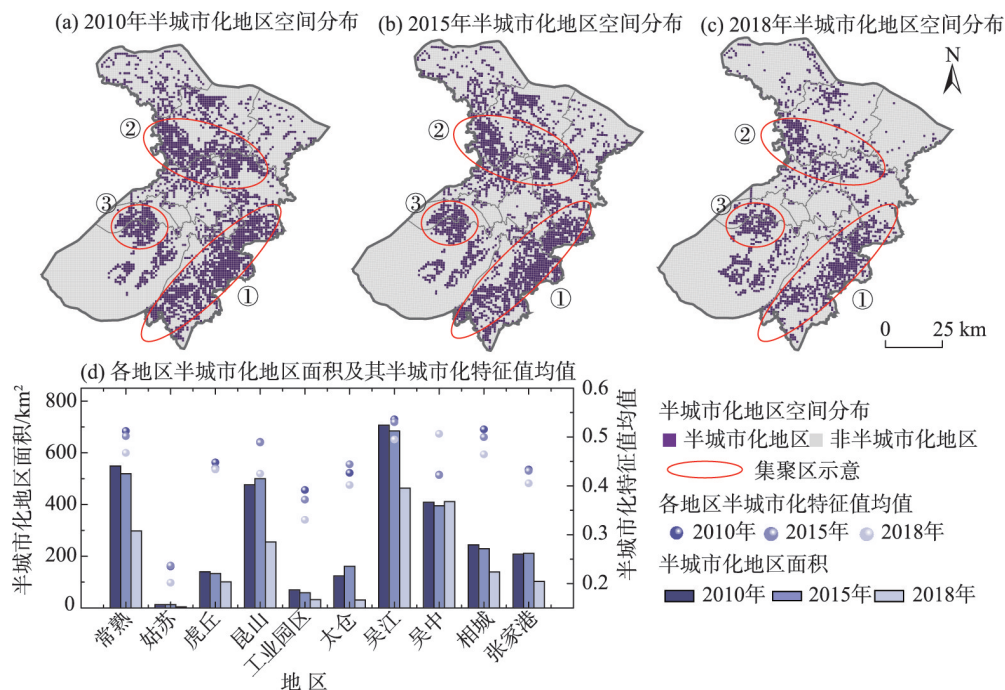 (a) 2010年半城市化地区空间分布
(b) 2015年半城市化地区空间分布
(c) 2018年半城市化地区空间分布
N
②
③
①
②
③
①
②
③
①
0 25 km
(d) 各地区半城市化地区面积及其半城市化特征值均值
半城市化地区面积/km²
800
600
400
200
0
0.6
0.5
0.4
0.3
0.2
半城市化特征值均值
常熟
姑苏
虎丘
昆山
工业园区
太仓
吴江
吴中
相城
张家港
地 区
半城市化地区空间分布
半城市化地区 非半城市化地区
集聚区示意
各地区半城市化特征值均值
2010年 2015年 2018年
半城市化地区面积
2010年 2015年 2018年